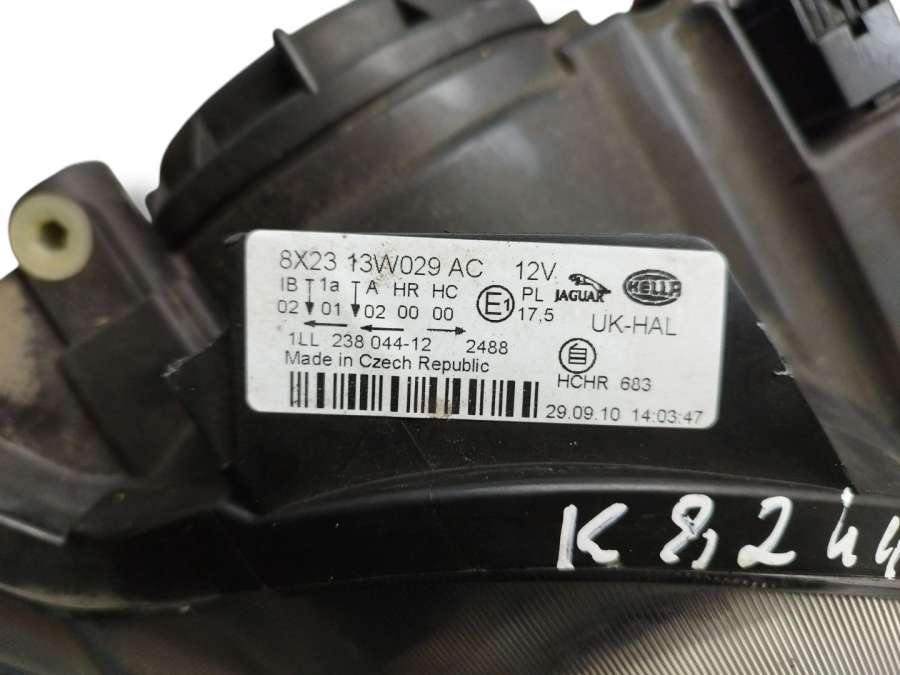 8X23 13W029 AC 12V. JAGUAR HELLA
IB 1a A HR HC E1 PL
02 01 02 00 00 17,5 UK-HAL
1LL 238 044-12 2488
Made in Czech Republic
HCHR 683
29.09.10 14:03:47
K 8,2 44